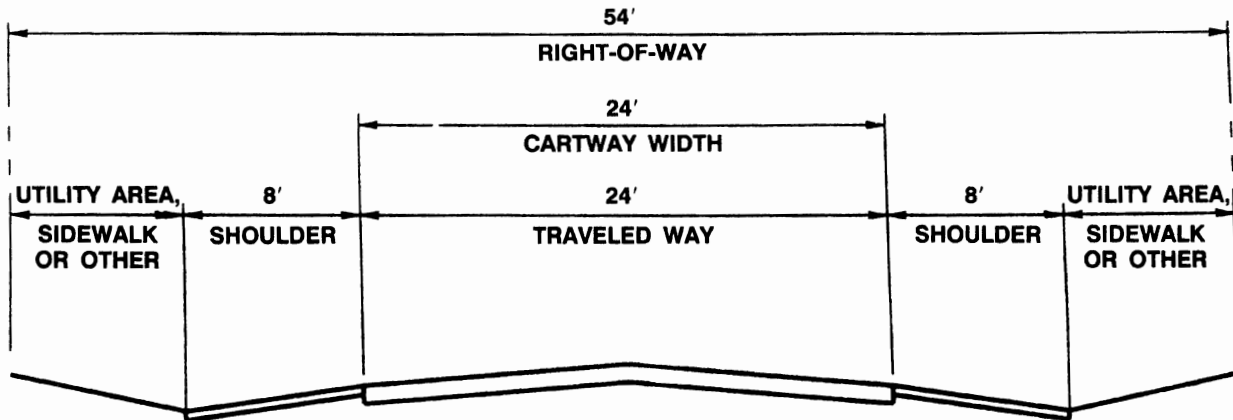 54′
RIGHT-OF-WAY
24′
CARTWAY WIDTH
UTILITY AREA,
SIDEWALK
OR OTHER
8′
SHOULDER
24′
TRAVELED WAY
8′
SHOULDER
UTILITY AREA,
SIDEWALK
OR OTHER